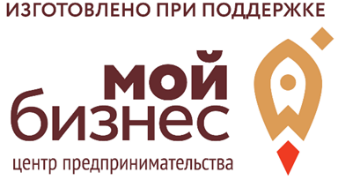 ИЗГОТОВЛЕНО ПРИ ПОДДЕРЖКЕ
мой
бизнес
центр предпринимательства